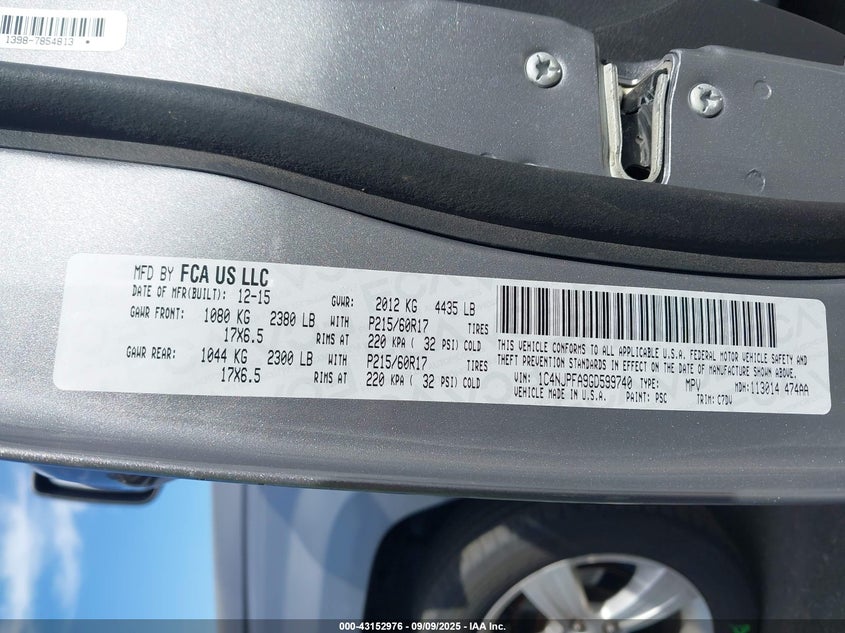 1398-7854813 *
MFD BY FCA US LLC
DATE OF MFR(BUILT): 12-15 GVWR: 2012 KG 4435 LB
GAWR FRONT: 1080 KG 2380 LB WITH P215/60R17 TIRES
17X6.5 RIMS AT 220 KPA ( 32 PSI) COLD
GAWR REAR: 1044 KG 2300 LB WITH P215/60R17 TIRES
17X6.5 RIMS AT 220 KPA ( 32 PSI) COLD
THIS VEHICLE CONFORMS TO ALL APPLICABLE U.S.A. FEDERAL MOTOR VEHICLE SAFETY AND
THEFT PREVENTION STANDARDS IN EFFECT ON THE DATE OF MANUFACTURE SHOWN ABOVE.
VIN: 1C4NJPFA9GD599740 TYPE: MPV MDH:113014 474AA
VEHICLE MADE IN U.S.A. PAINT: PSC TRIM: C7DV
000-43152976 - 09/09/2025 - IAAI.com